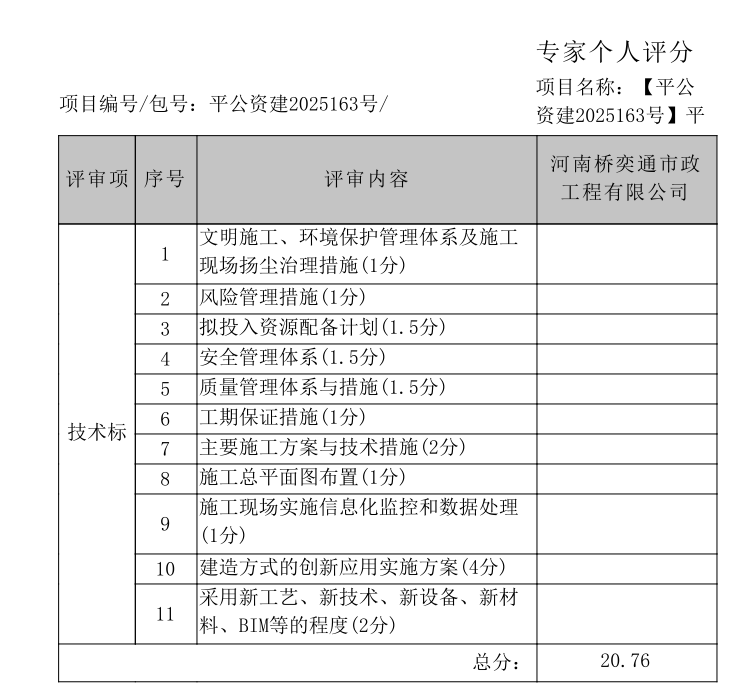 专家个人评分
项目编号/包号：平公资建2025163号/
项目名称：【平公
资建2025163号】平
评审项 序号 评审内容 河南桥奕通市政
工程有限公司
技术标
1 文明施工、环境保护管理体系及施工
现场扬尘治理措施(1分)
2 风险管理措施(1分)
3 拟投入资源配备计划(1.5分)
4 安全管理体系(1.5分)
5 质量管理体系与措施(1.5分)
6 工期保证措施(1分)
7 主要施工方案与技术措施(2分)
8 施工总平面图布置(1分)
9 施工现场实施信息化监控和数据处理
(1分)
10 建造方式的创新应用实施方案(4分)
11 采用新工艺、新技术、新设备、新材
料、BIM等的程度(2分)
总分： 20.76